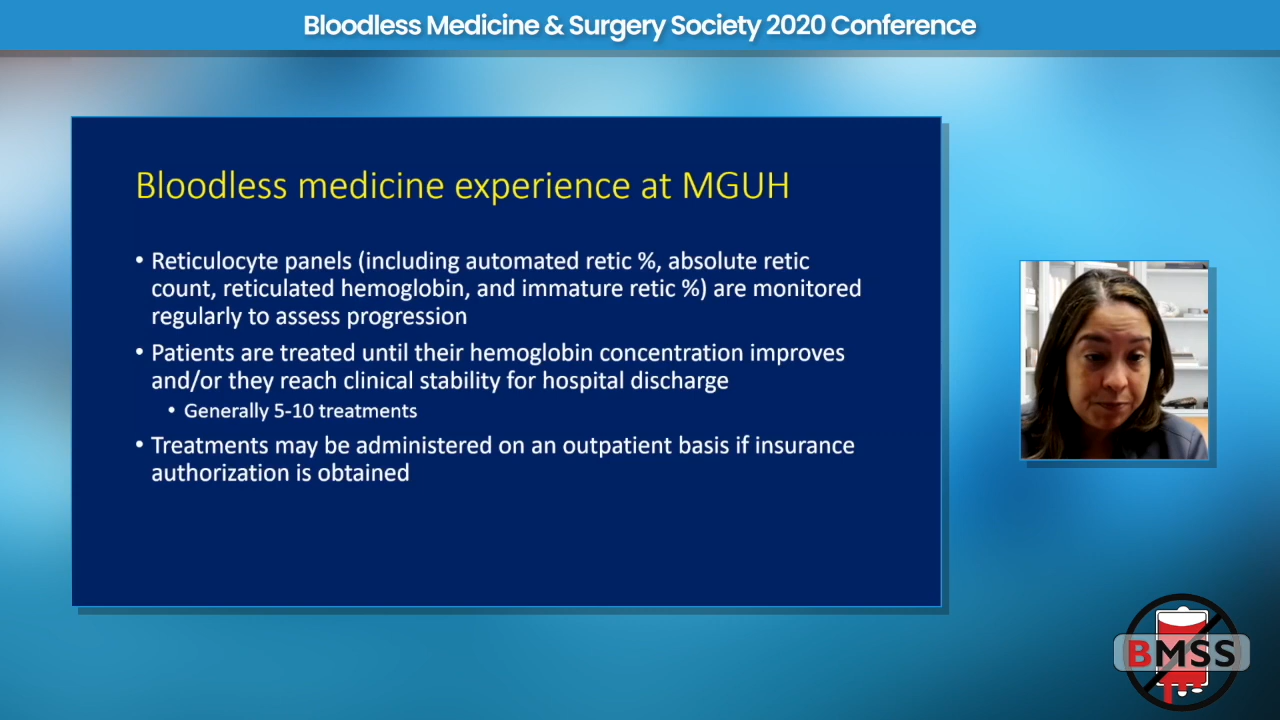 Bloodless Medicine & Surgery Society 2020 Conference
Bloodless medicine experience at MGUH
• Reticulocyte panels (including automated retic %, absolute retic
count, reticulated hemoglobin, and immature retic %) are monitored
regularly to assess progression
• Patients are treated until their hemoglobin concentration improves
and/or they reach clinical stability for hospital discharge
• Generally 5-10 treatments
• Treatments may be administered on an outpatient basis if insurance
authorization is obtained
BMSS